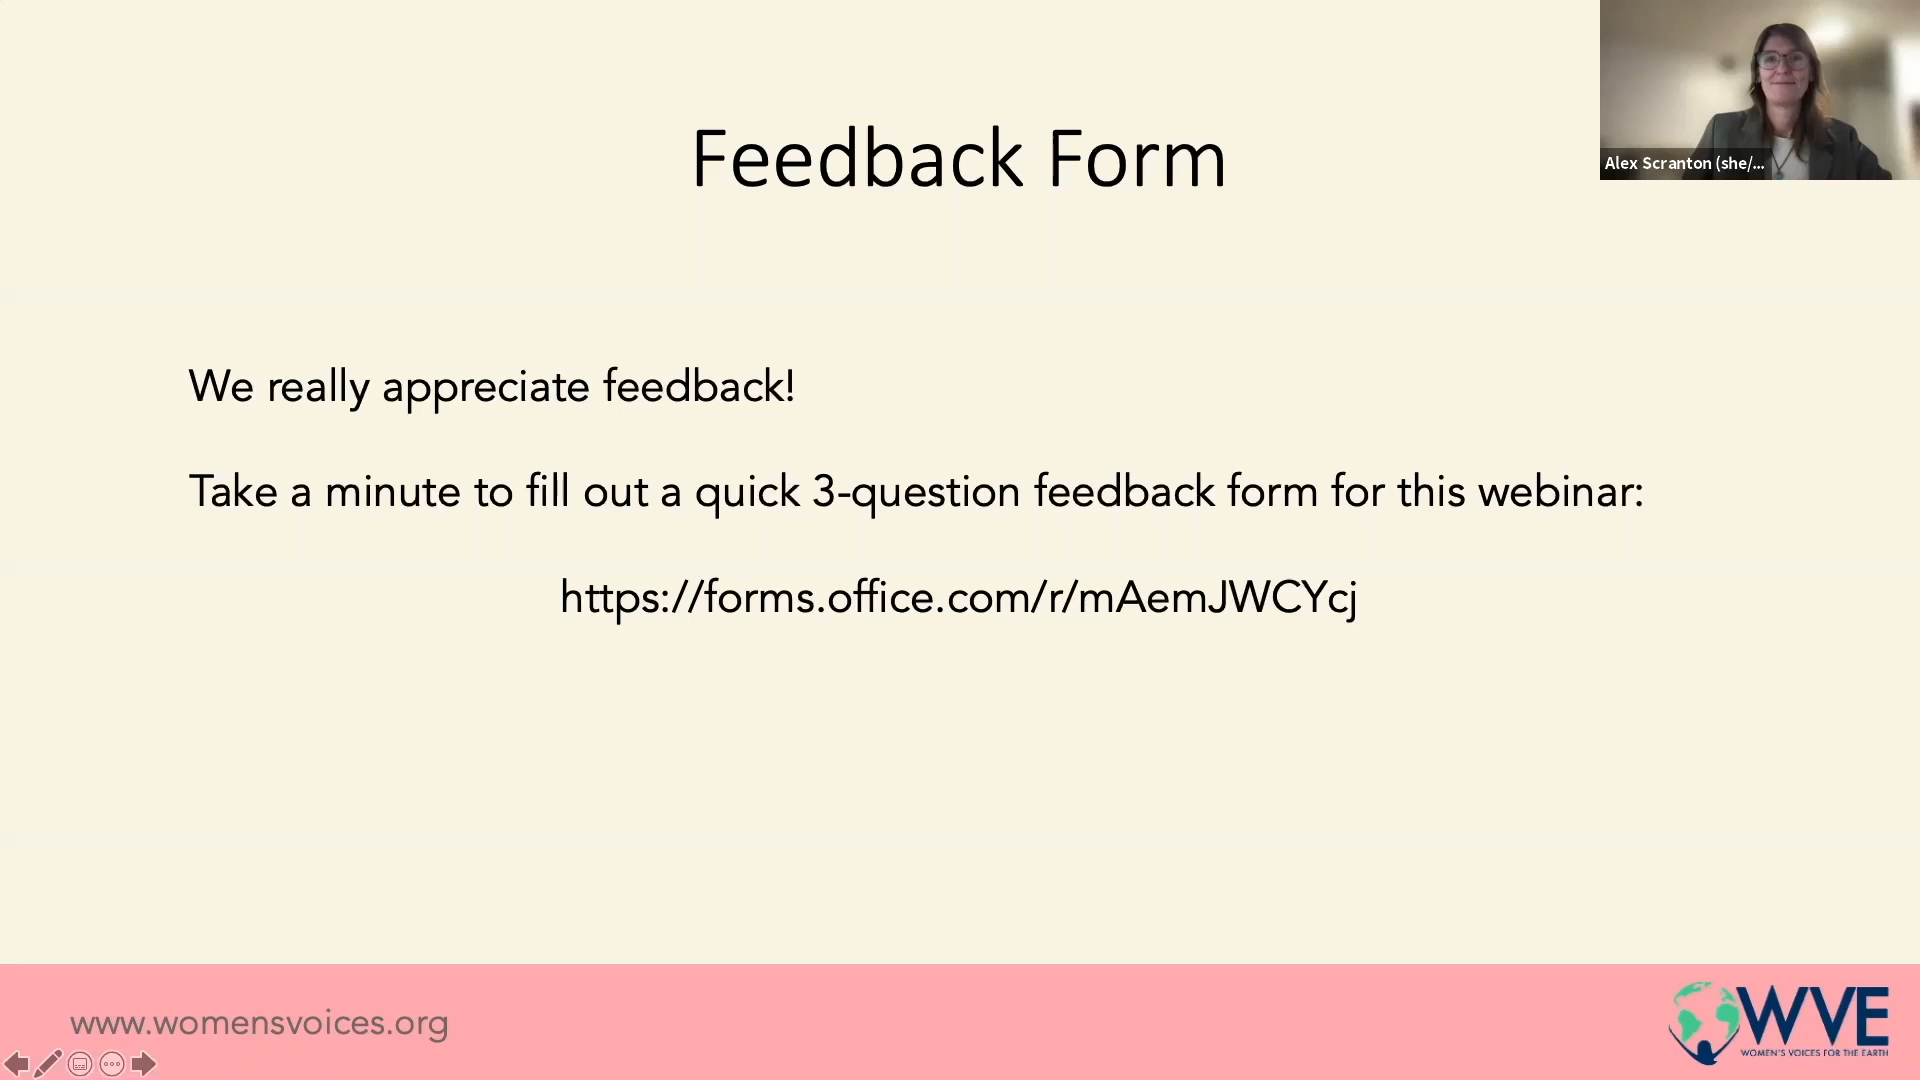 Feedback Form
Alex Scranton (she/...
We really appreciate feedback!
Take a minute to fill out a quick 3-question feedback form for this webinar:
https://forms.office.com/r/mAemJWCYcj
www.womensvoices.org
WVE
WOMEN'S VOICES FOR THE EARTH